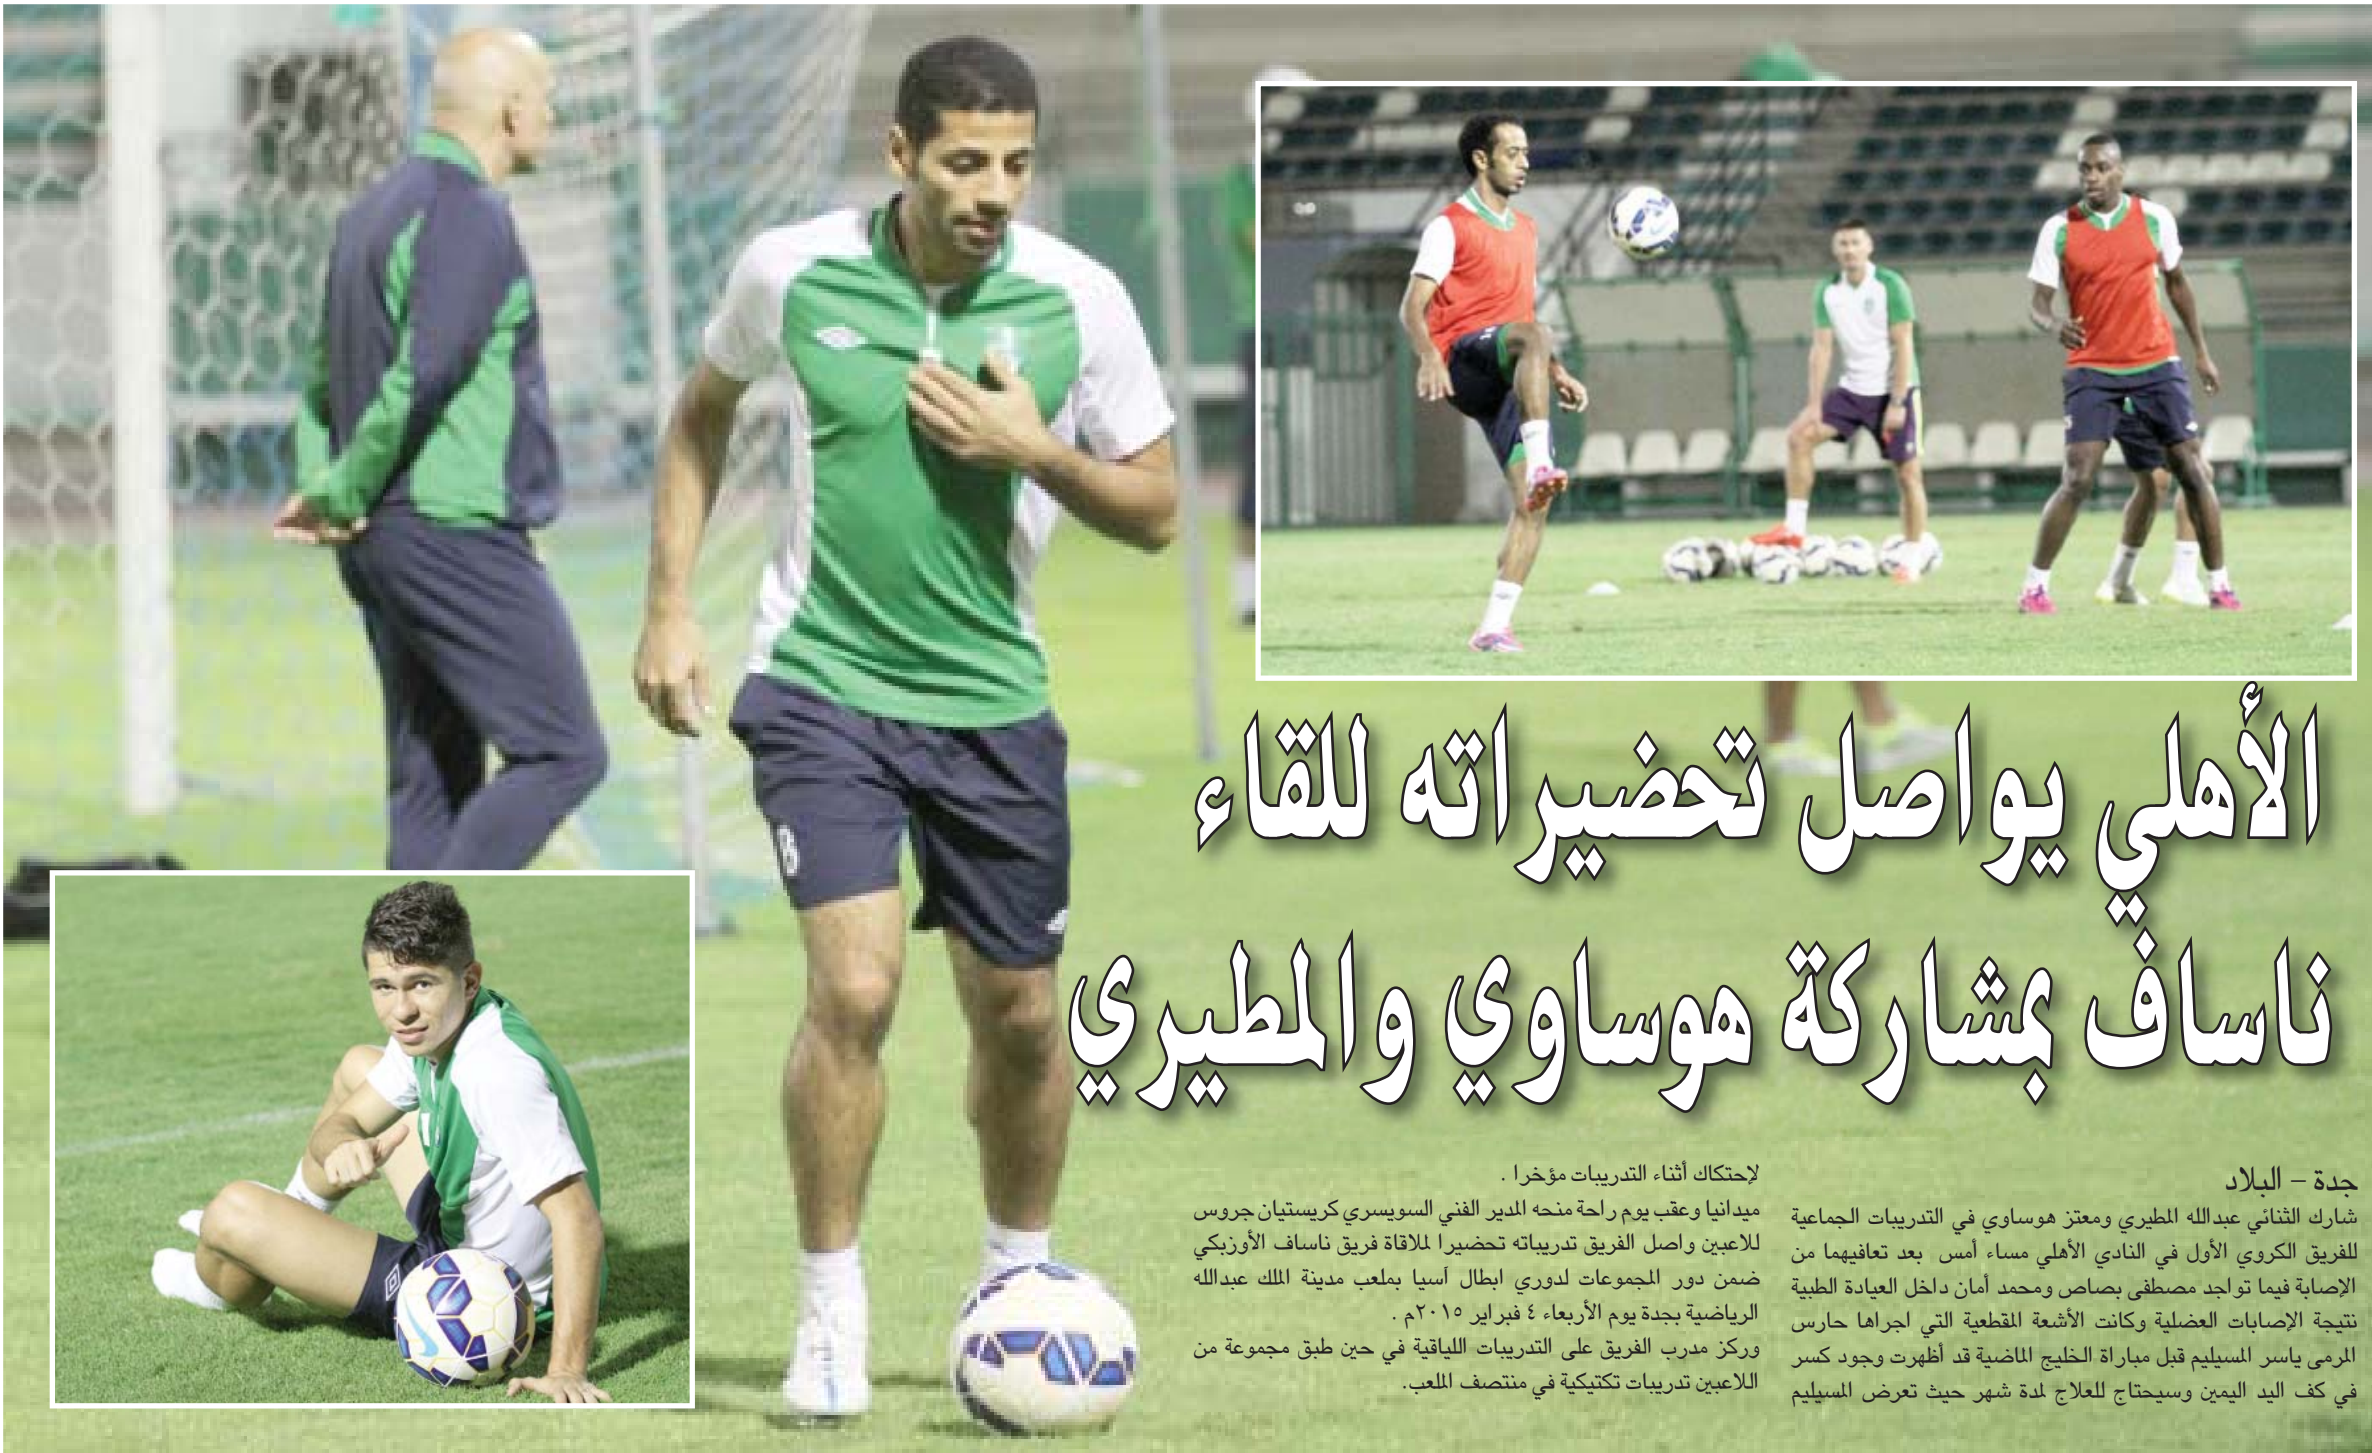 الأهلي يواصل تحضيراته للقاء
ناساف بمشاركة هوساوي والمطيري
جدة – البلاد
شارك الثنائي عبدالله المطيري ومعتز هوساوي في التدريبات الجماعية
للفريق الكروي الأول في النادي الأهلي مساء أمس بعد تعافيهما من
الإصابة فيما تواجد مصطفى بصاص ومحمد أمان داخل العيادة الطبية
نتيجة الإصابات العضلية وكانت الأشعة المقطعية التي اجراها حارس
المرمى ياسر المسيليم قبل مباراة الخليج الماضية قد أظهرت وجود كسر
في كف اليد اليمين وسيحتاج للعلاج لمدة شهر حيث تعرض المسيليم
لإحتكاك أثناء التدريبات مؤخرا .
ميدانيا وعقب يوم راحة منحه المدير الفني السويسري كريستيان جروس
للاعبين واصل الفريق تدريباته تحضيرا لملاقاة فريق ناساف الأوزبكي
ضمن دور المجموعات لدوري ابطال آسيا بملعب مدينة الملك عبدالله
الرياضية بجدة يوم الأربعاء ٤ فبراير ٢٠١٥م .
وركز مدرب الفريق على التدريبات اللياقية في حين طبق مجموعة من
اللاعبين تدريبات تكتيكية في منتصف الملعب.